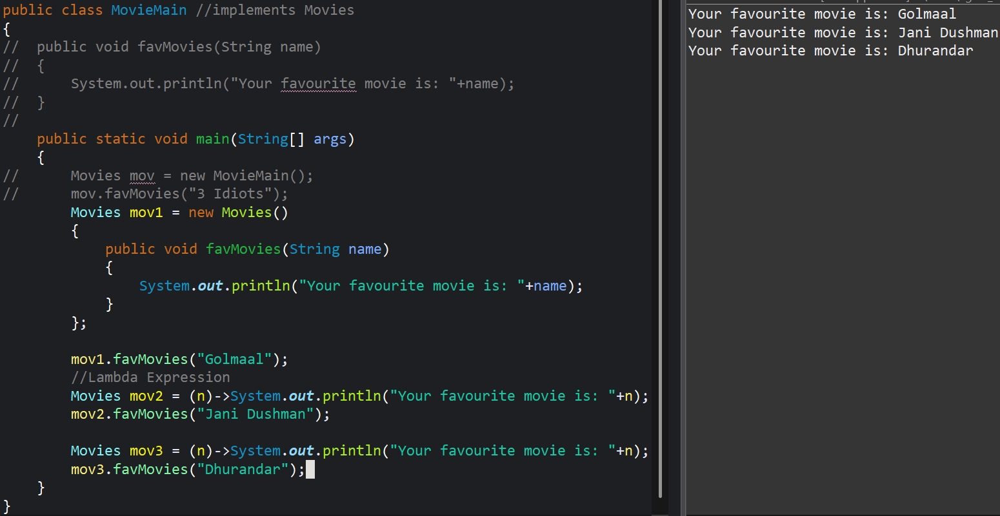 public class MovieMain //implements Movies
{
//  public void favMovies(String name)
//  {
//      System.out.println("Your favourite movie is: "+name);
//  }
//
    public static void main(String[] args)
    {
//      Movies mov = new MovieMain();
//      mov.favMovies("3 Idiots");
        Movies mov1 = new Movies()
        {
            public void favMovies(String name)
            {
                System.out.println("Your favourite movie is: "+name);
            }
        };

        mov1.favMovies("Golmaal");
        //Lambda Expression
        Movies mov2 = (n)->System.out.println("Your favourite movie is: "+n);
        mov2.favMovies("Jani Dushman");

        Movies mov3 = (n)->System.out.println("Your favourite movie is: "+n);
        mov3.favMovies("Dhurandar");
    }
}
Your favourite movie is: Golmaal
Your favourite movie is: Jani Dushman
Your favourite movie is: Dhurandar